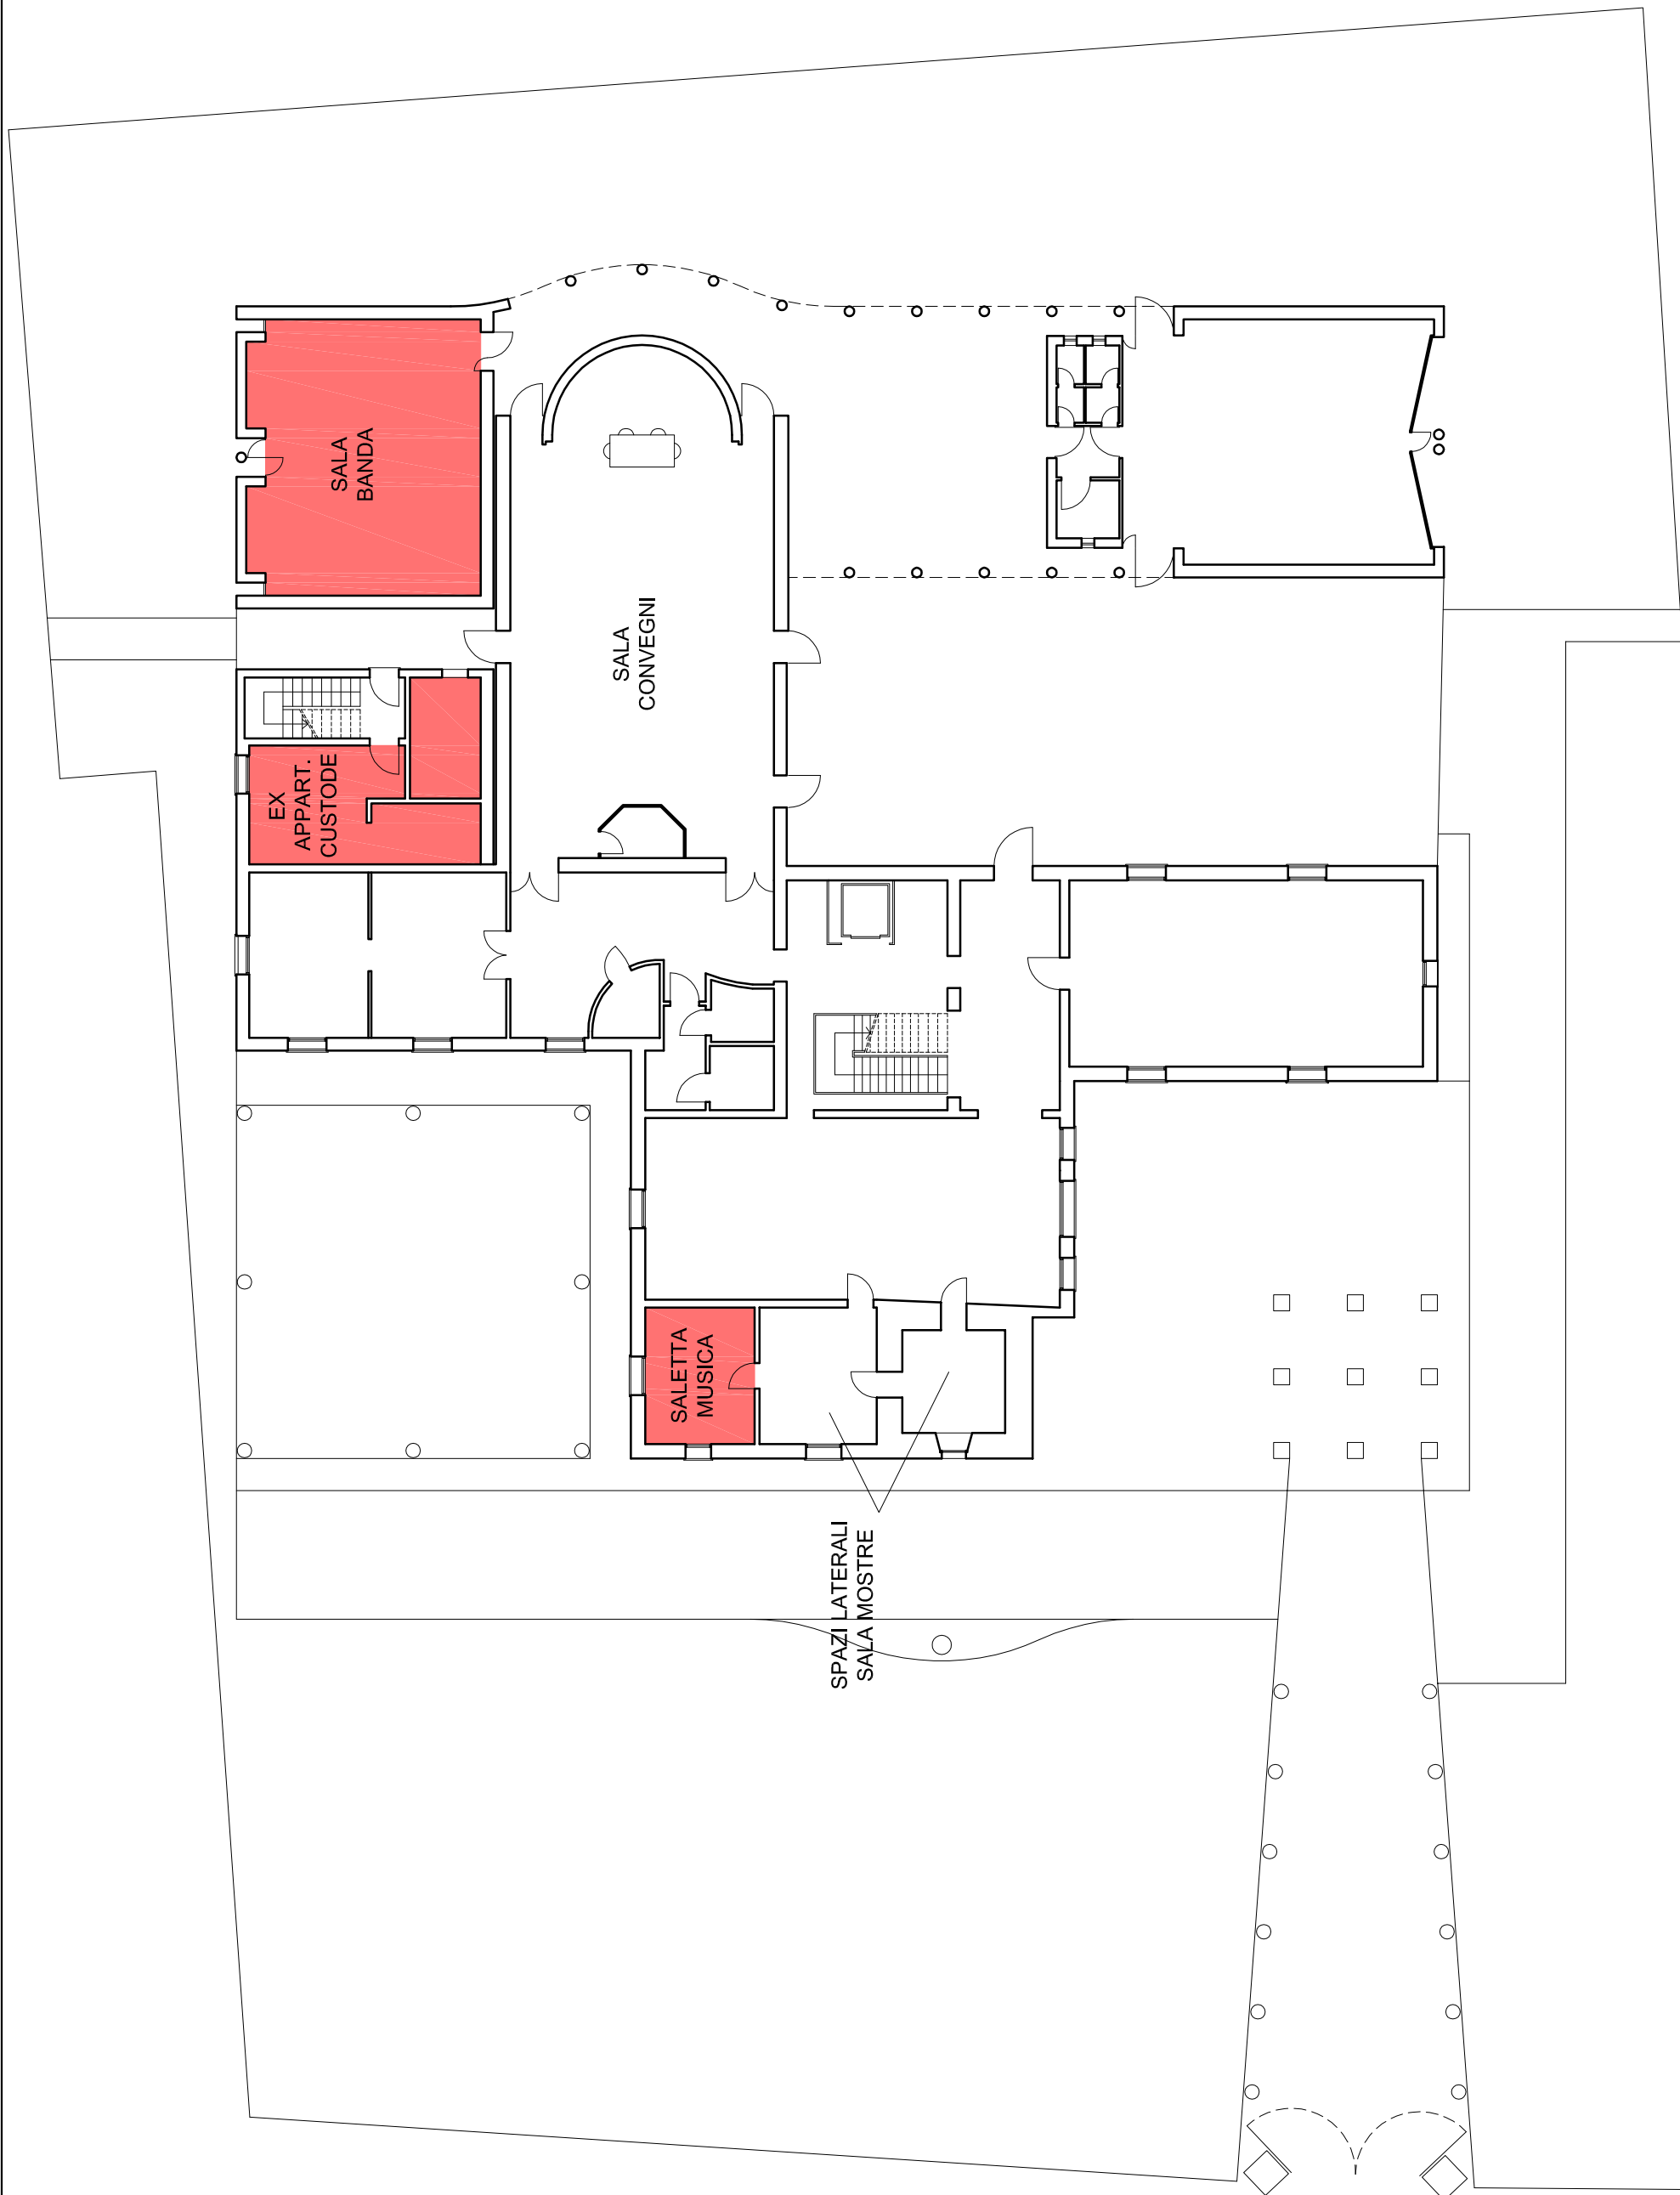 SALA
BANDA
SALA
CONVEGNI
EX
APPART.
CUSTODE
SALETTA
MUSICA
SPAZI LATERALI
SALA MOSTRE